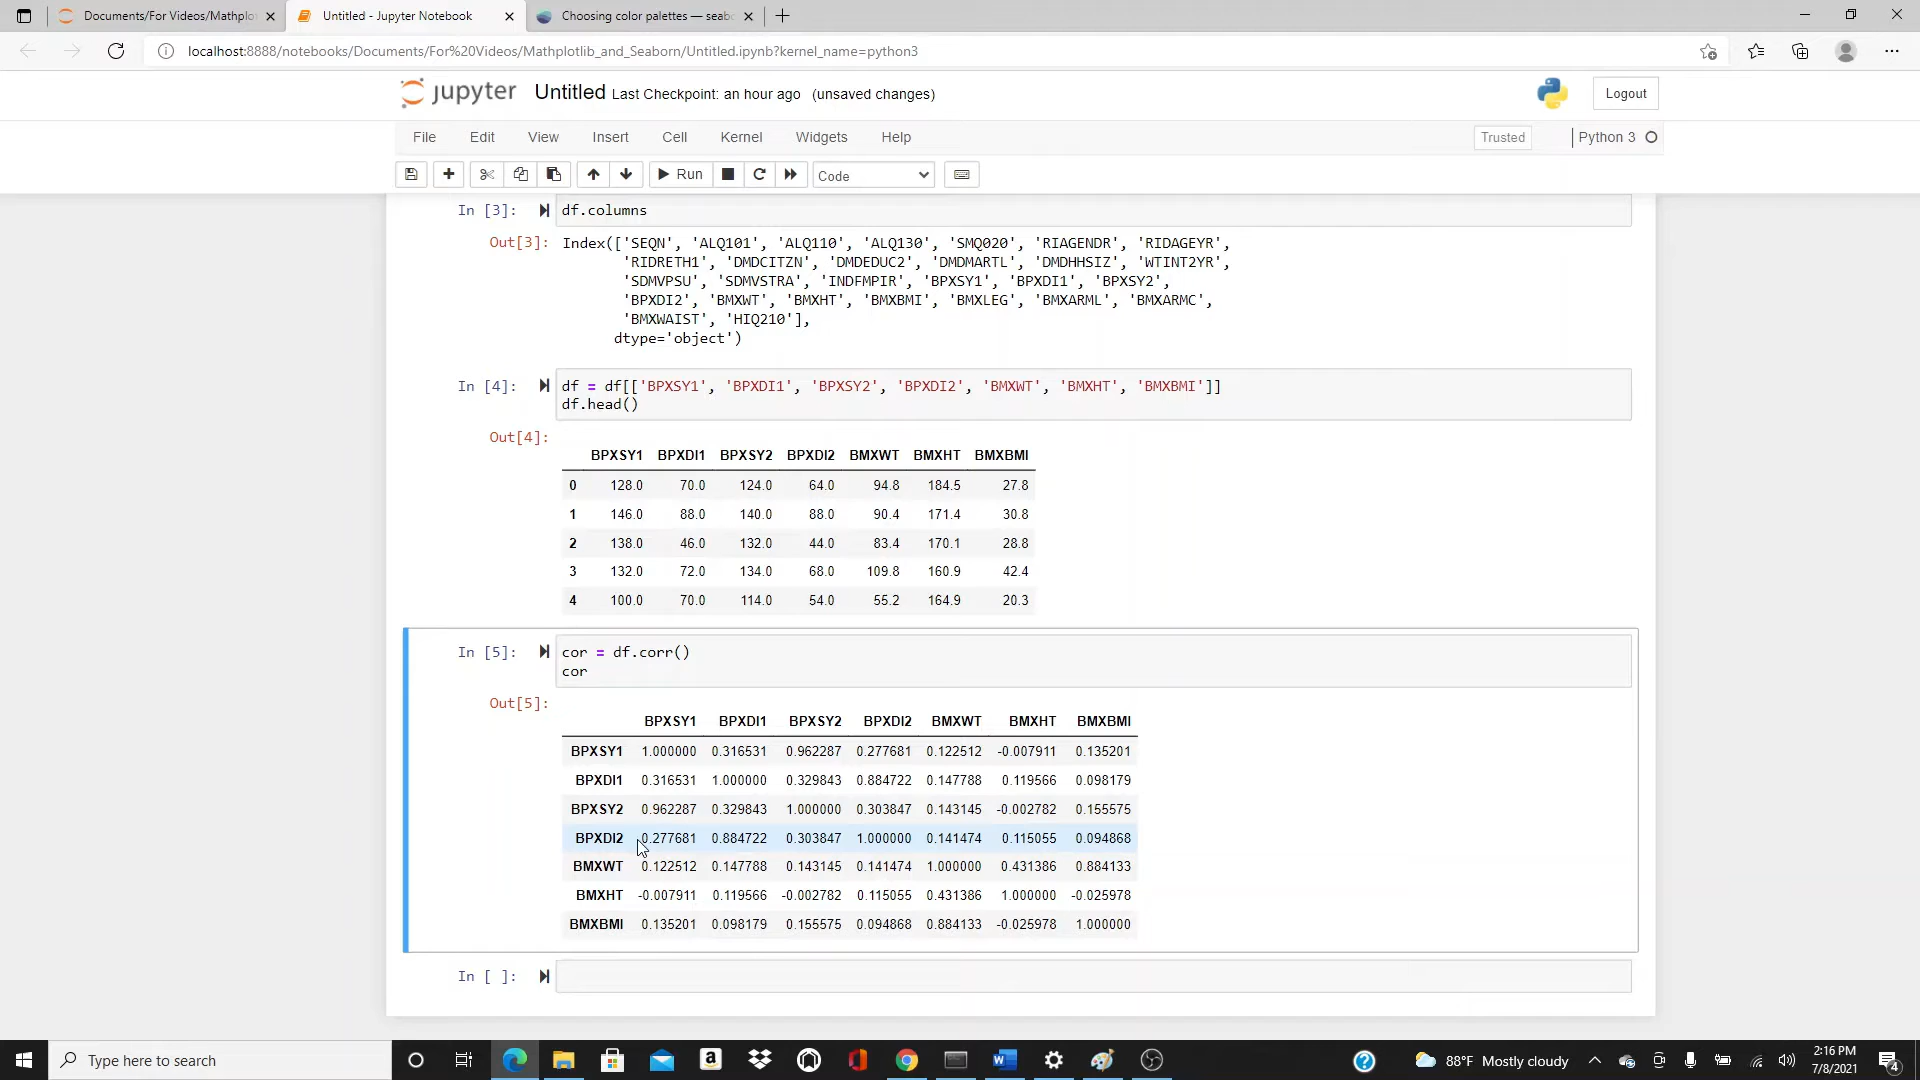 Documents/For Videos/Mathplot
Untitled - Jupyter Notebook
Choosing color palettes — seab
localhost:8888/notebooks/Documents/For%20Videos/Mathplotlib_and_Seaborn/Untitled.ipynb?kernel_name=python3
jupyter Untitled Last Checkpoint: an hour ago (unsaved changes)
Logout
File Edit View Insert Cell Kernel Widgets Help Trusted Python 3
Run Code
In [3]: df.columns
Out[3]: Index(['SEQN', 'ALQ101', 'ALQ110', 'ALQ130', 'SMQ020', 'RIAGENDR', 'RIDAGEYR',
'RIDRETH1', 'DMDCITZN', 'DMDEDUC2', 'DMDMARTL', 'DMDHHSIZ', 'WTINT2YR',
'SDMVPSU', 'SDMVSTRA', 'INDFMPIR', 'BPXSY1', 'BPXDI1', 'BPXSY2',
'BPXDI2', 'BMXWT', 'BMXHT', 'BMXBMI', 'BMXLEG', 'BMXARML', 'BMXARMC',
'BMXWAIST', 'HIQ210'],
dtype='object')
In [4]: df = df[['BPXSY1', 'BPXDI1', 'BPXSY2', 'BPXDI2', 'BMXWT', 'BMXHT', 'BMXBMI']]
df.head()
Out[4]:
BPXSY1 BPXDI1 BPXSY2 BPXDI2 BMXWT BMXHT BMXBMI
0 128.0 70.0 124.0 64.0 94.8 184.5 27.8
1 146.0 88.0 140.0 88.0 90.4 171.4 30.8
2 138.0 46.0 132.0 44.0 83.4 170.1 28.8
3 132.0 72.0 134.0 68.0 109.8 160.9 42.4
4 100.0 70.0 114.0 54.0 55.2 164.9 20.3
In [5]: cor = df.corr()
cor
Out[5]:
BPXSY1 BPXDI1 BPXSY2 BPXDI2 BMXWT BMXHT BMXBMI
BPXSY1 1.000000 0.316531 0.962287 0.277681 0.122512 -0.007911 0.135201
BPXDI1 0.316531 1.000000 0.329843 0.884722 0.147788 0.119566 0.098179
BPXSY2 0.962287 0.329843 1.000000 0.303847 0.143145 -0.002782 0.155575
BPXDI2 0.277681 0.884722 0.303847 1.000000 0.141474 0.115055 0.094868
BMXWT 0.122512 0.147788 0.143145 0.141474 1.000000 0.431386 0.884133
BMXHT -0.007911 0.119566 -0.002782 0.115055 0.431386 1.000000 -0.025978
BMXBMI 0.135201 0.098179 0.155575 0.094868 0.884133 -0.025978 1.000000
In [ ]:
Type here to search
88°F Mostly cloudy
2:16 PM
7/8/2021
4